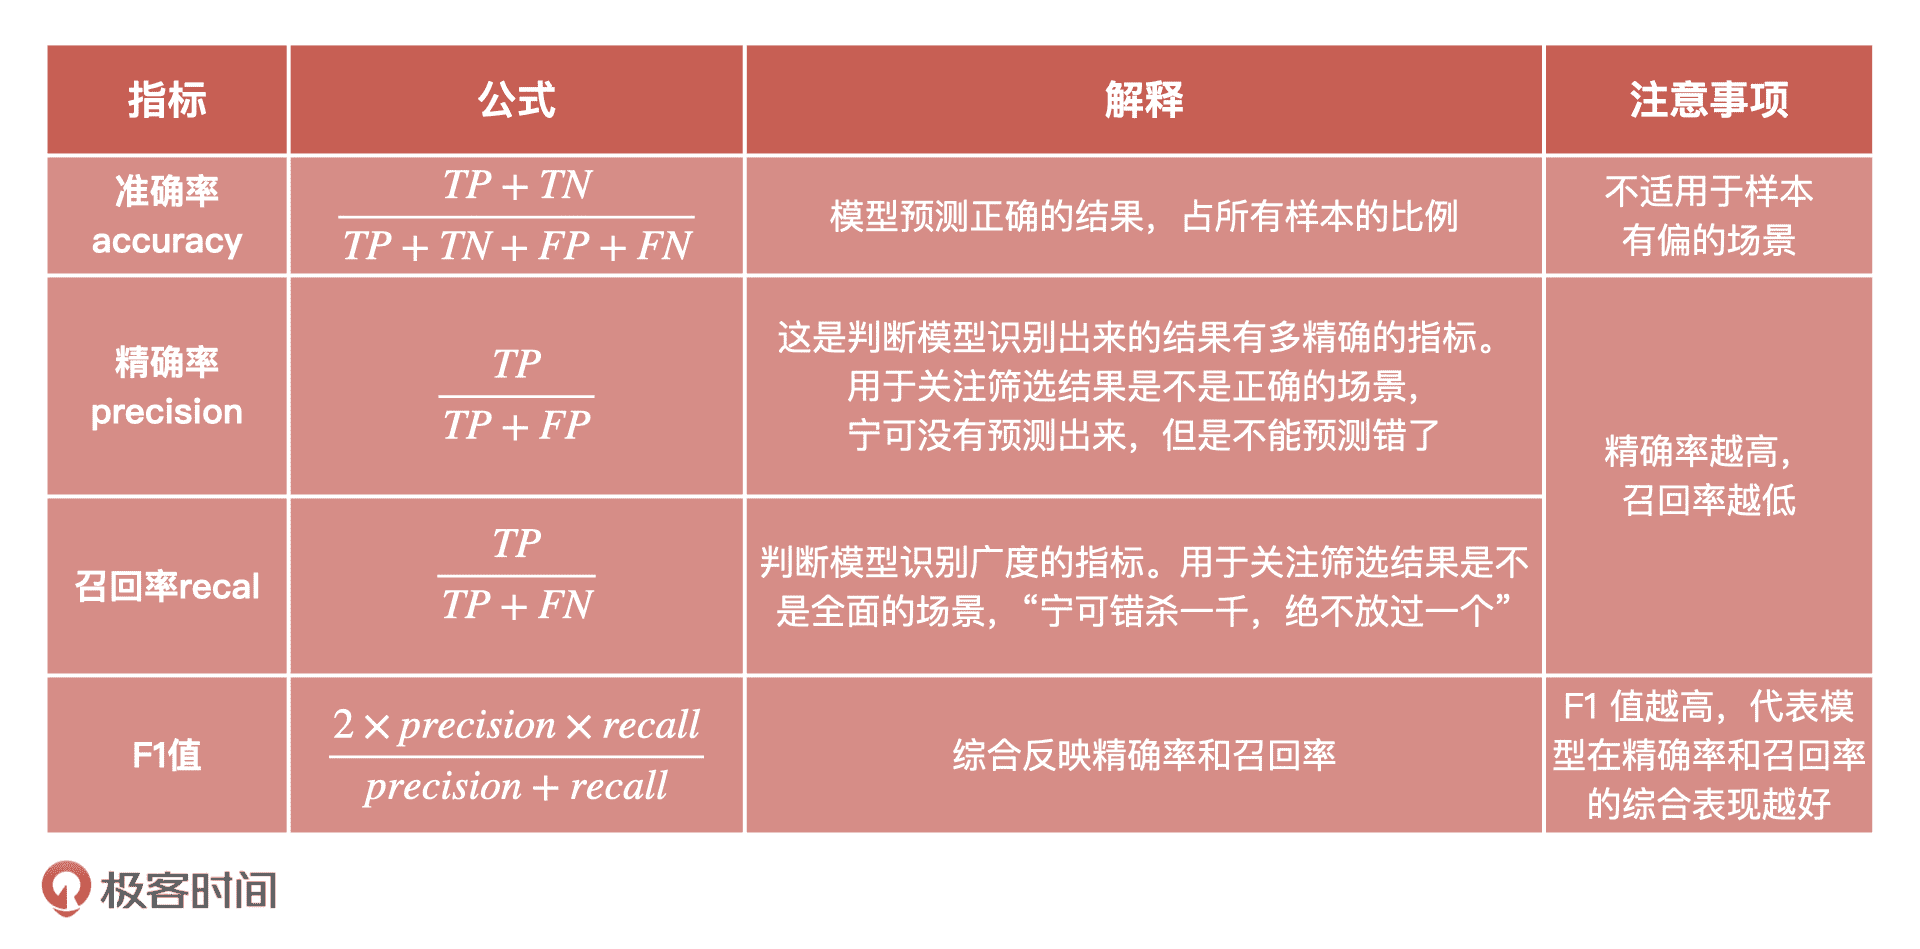 指标
公式
解释
注意事项
准确率
accuracy
TP + TN
TP + TN + FP + FN
模型预测正确的结果，占所有样本的比例
不适用于样本
有偏的场景
精确率
precision
TP
TP + FP
这是判断模型识别出来的结果有多精确的指标。
用于关注筛选结果是不是正确的场景，
宁可没有预测出来，但是不能预测错了
精确率越高，
召回率越低
召回率recal
TP
TP + FN
判断模型识别广度的指标。用于关注筛选结果是不
是全面的场景，“宁可错杀一千，绝不放过一个”
F1值
2 × precision × recall
precision + recall
综合反映精确率和召回率
F1 值越高，代表模
型在精确率和召回率
的综合表现越好
极客时间